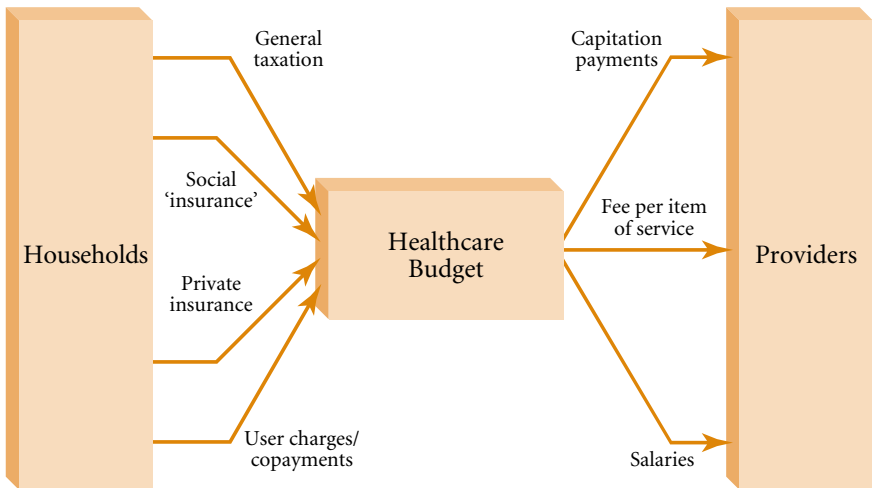 General
taxation
Social
‘insurance’
Households
Private
insurance
User charges/
copayments
Healthcare
Budget
Capitation
payments
Fee per item
of service
Salaries
Providers